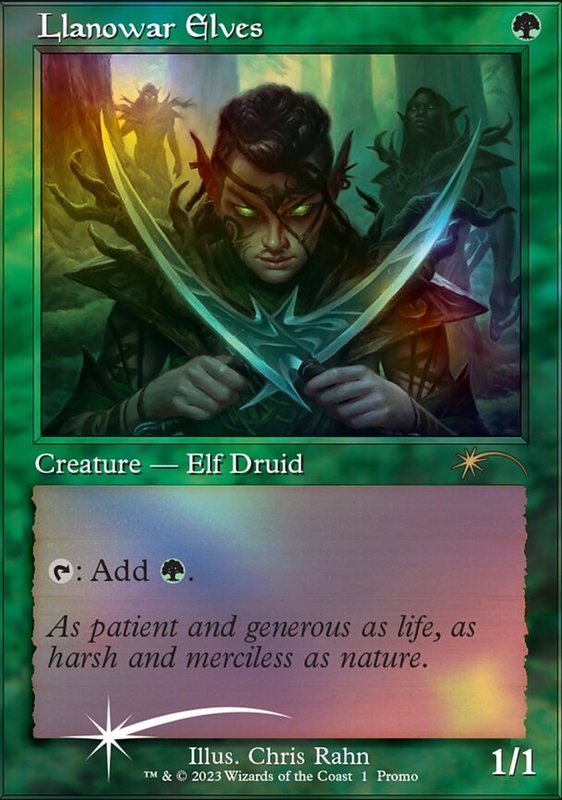 Llanowar Elves
Creature — Elf Druid
: Add .
As patient and generous as life, as
harsh and merciless as nature.
Illus. Chris Rahn
™ & © 2023 Wizards of the Coast 1 Promo
1/1